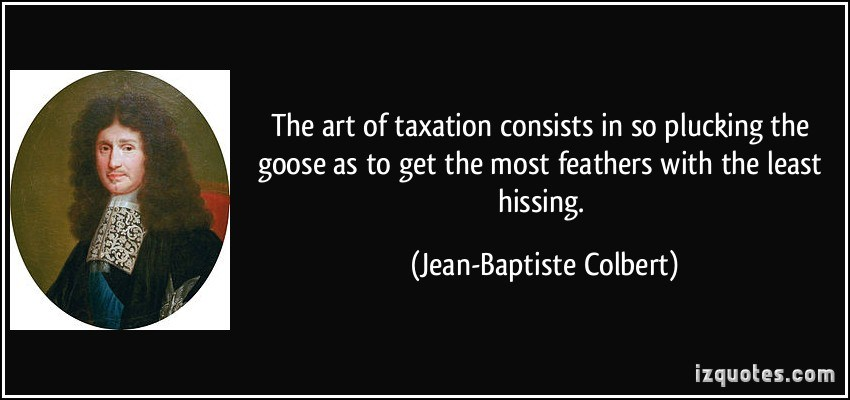 The art of taxation consists in so plucking the
goose as to get the most feathers with the least
hissing.
(Jean-Baptiste Colbert)
izquotes.com